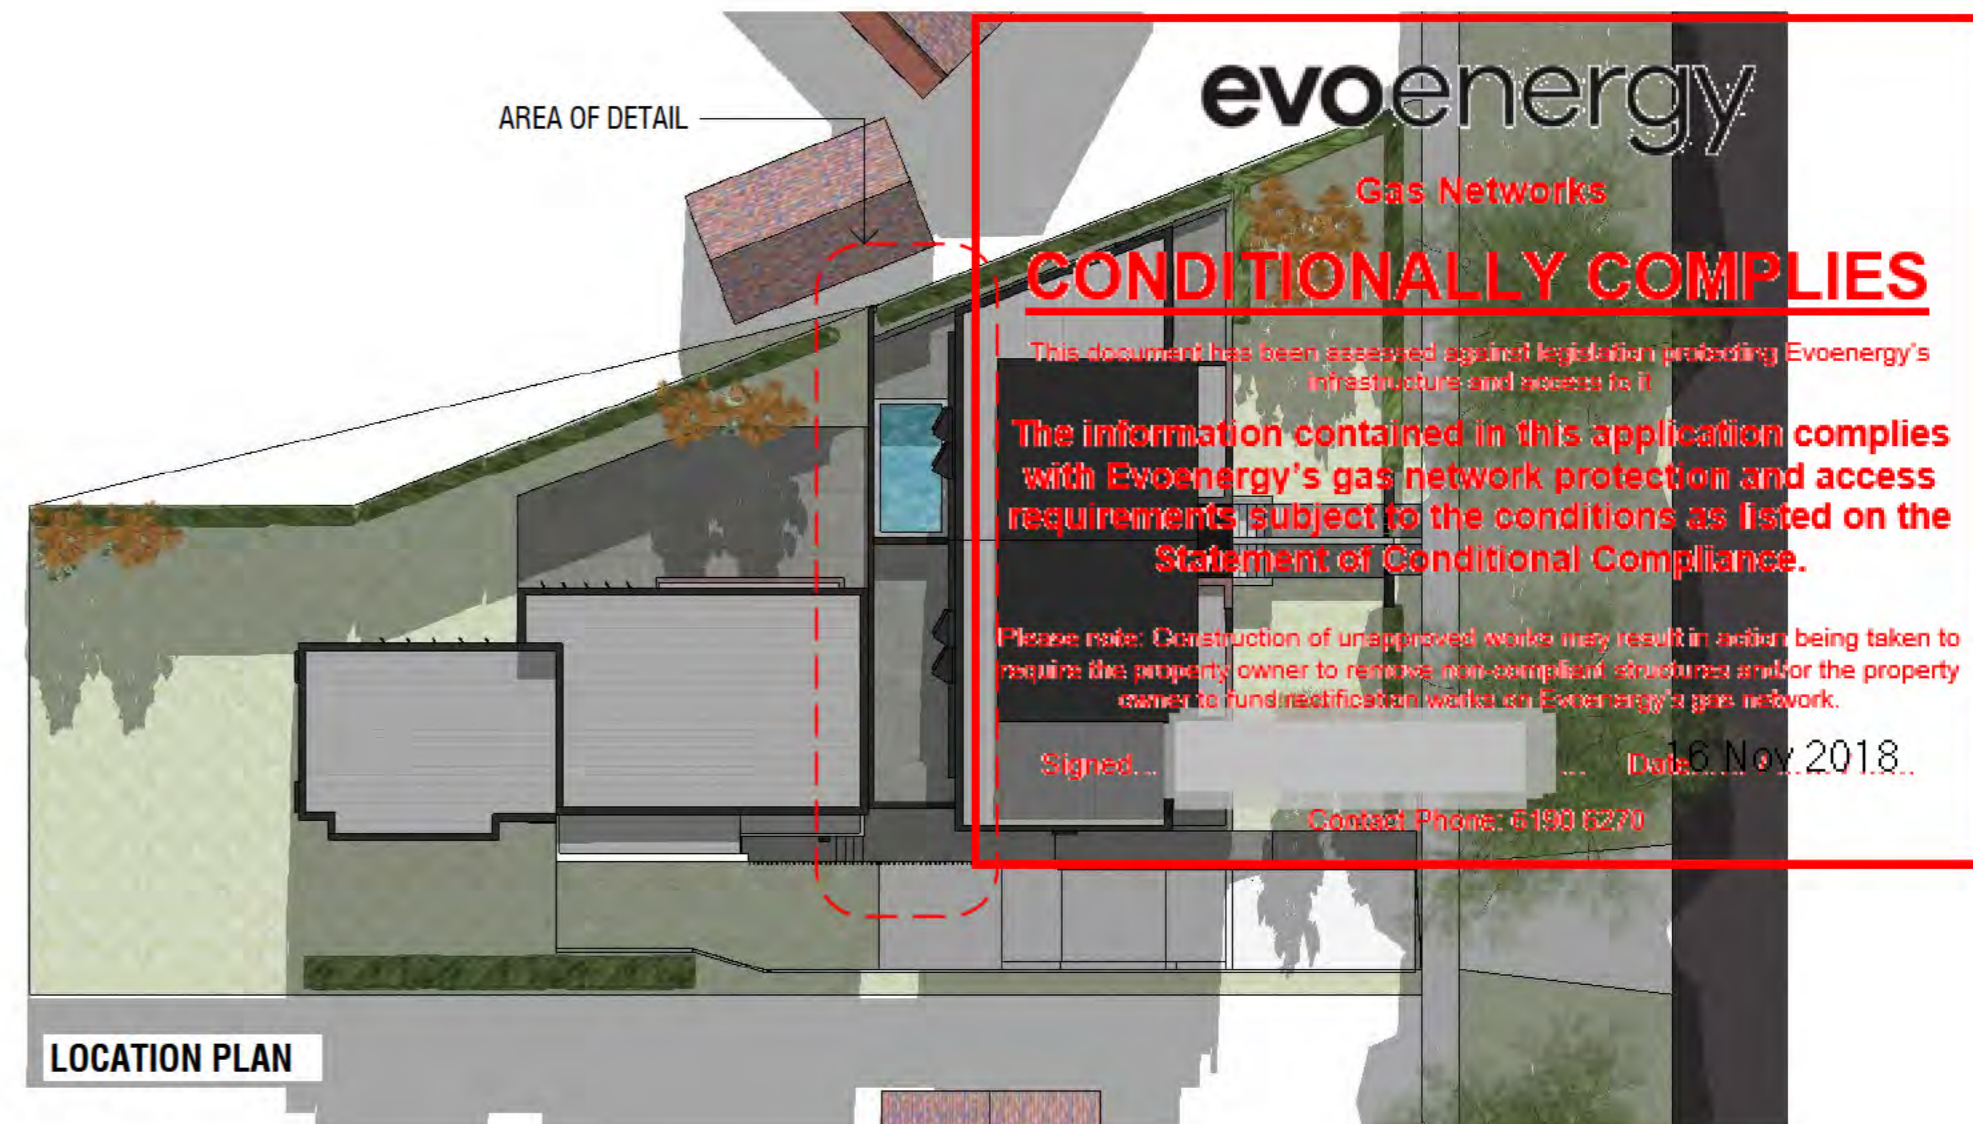 AREA OF DETAIL
evoenergy
Gas Networks
CONDITIONALLY COMPLIES
This document has been assessed against legislation protecting Evoenergy's
infrastructure and access to it
The information contained in this application complies
with Evoenergy's gas network protection and access
requirements subject to the conditions as listed on the
Statement of Conditional Compliance.
Please note: Construction of unapproved works may result in action being taken to
require the property owner to remove non-compliant structures and/or the property
owner to fund rectification works on Evoenergy's gas network.
Signed... ... Date 16 Nov 2018
Contact Phone: 6190 6270
LOCATION PLAN